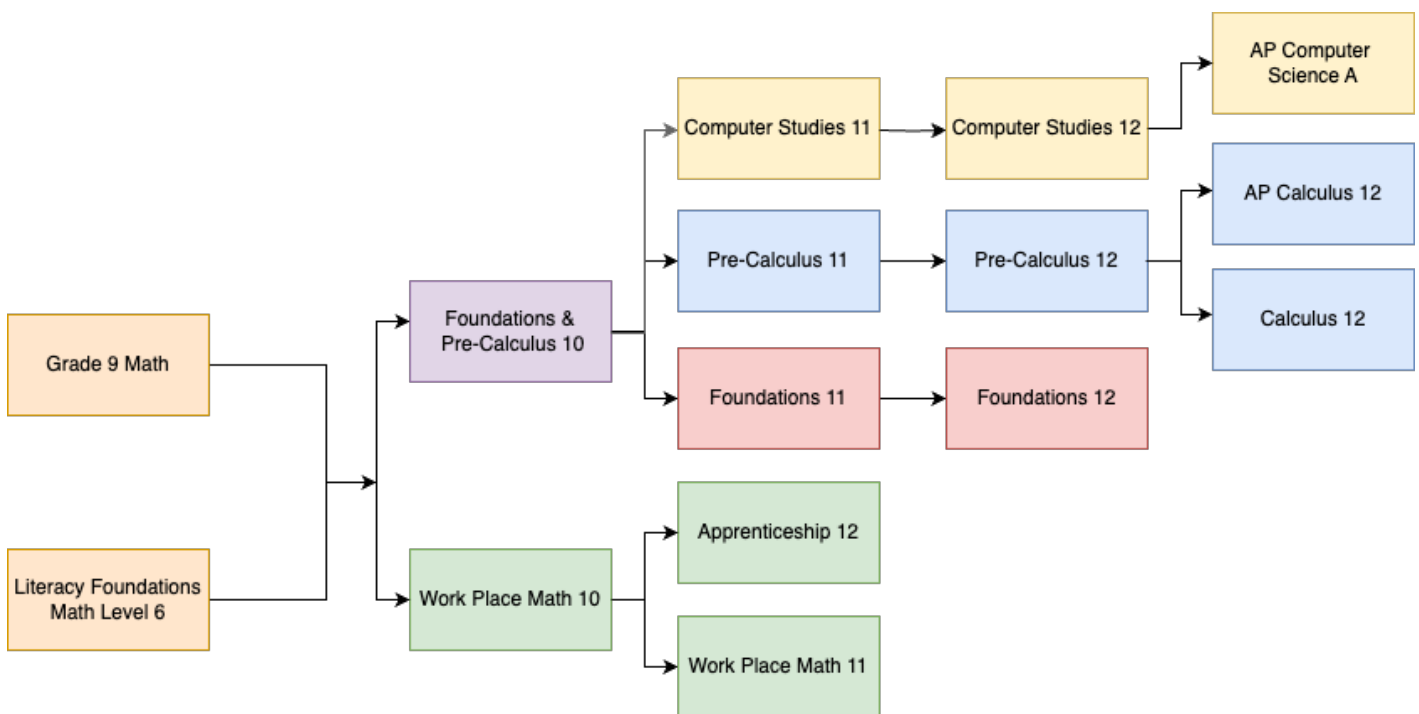 AP Computer
Science A
Computer Studies 11
Computer Studies 12
AP Calculus 12
Pre-Calculus 11
Pre-Calculus 12
Foundations &
Pre-Calculus 10
Calculus 12
Grade 9 Math
Foundations 11
Foundations 12
Apprenticeship 12
Literacy Foundations
Math Level 6
Work Place Math 10
Work Place Math 11